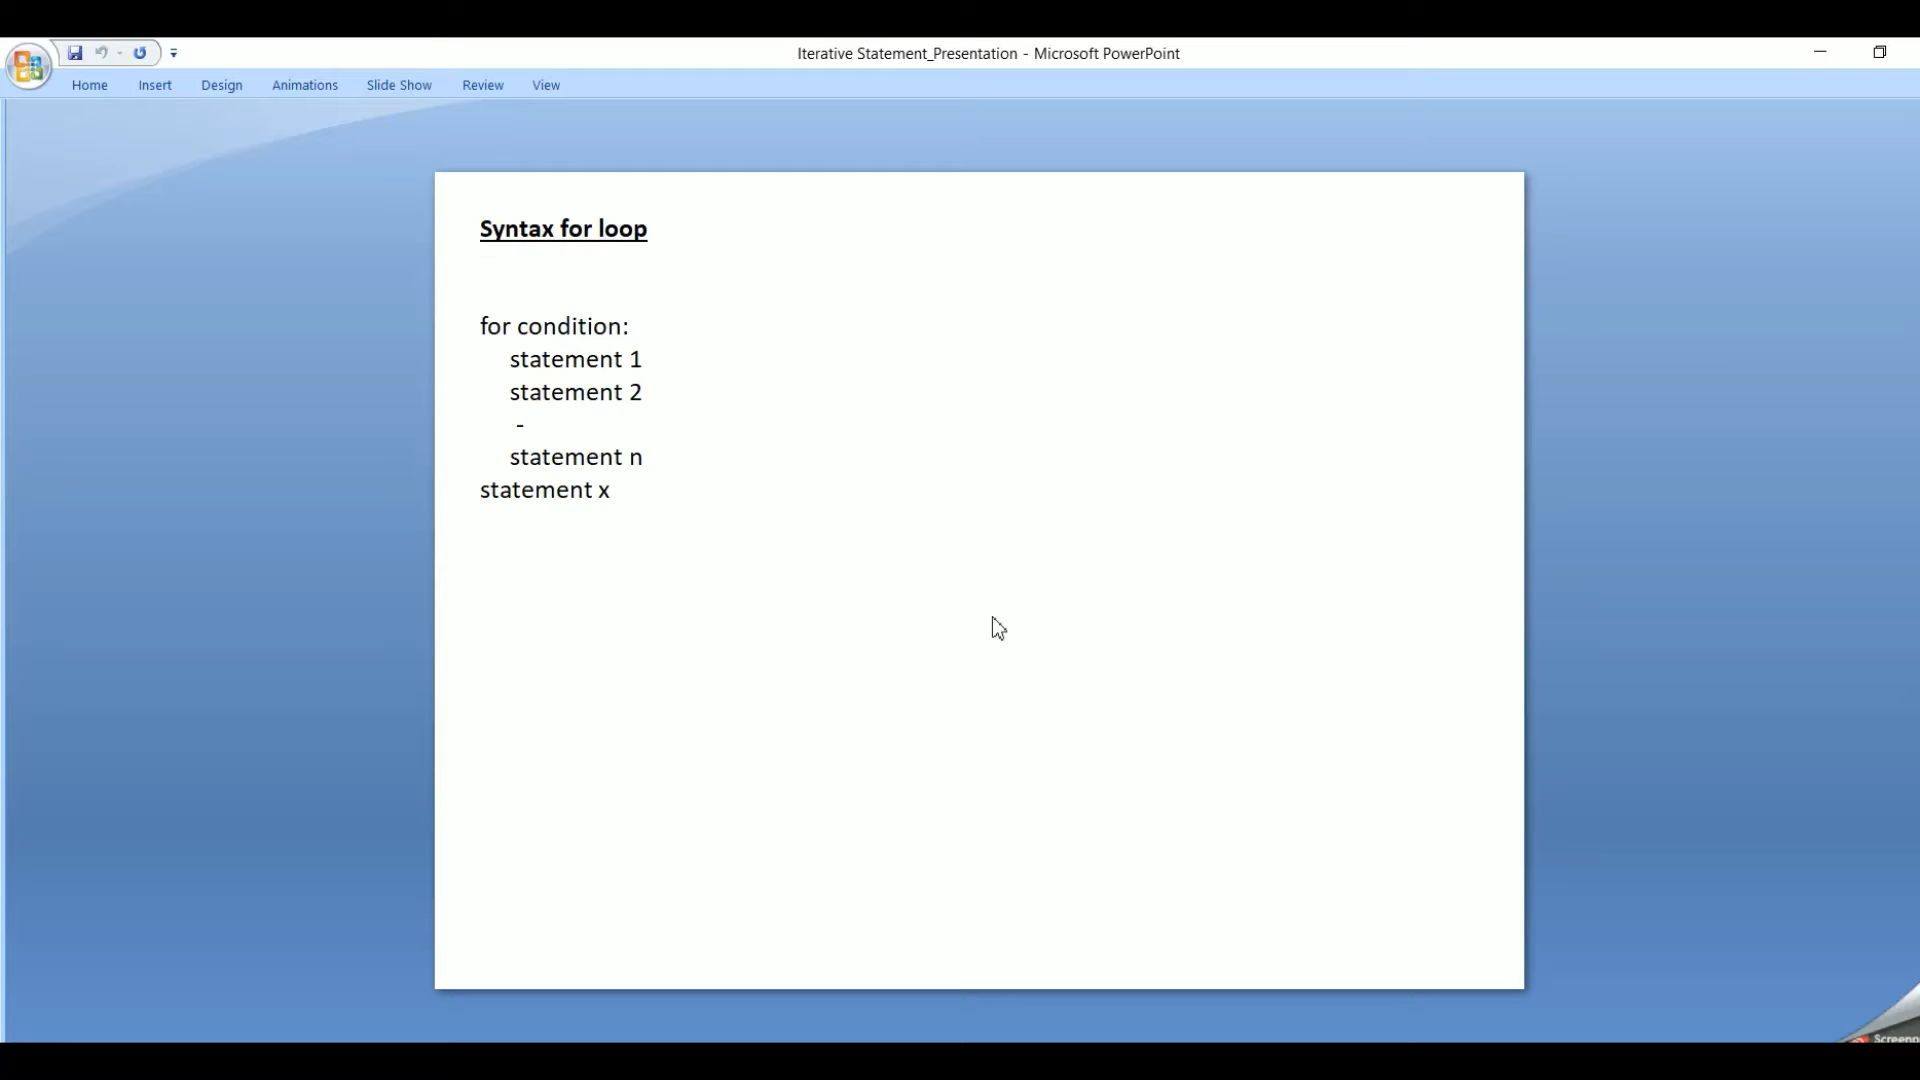 Iterative Statement_Presentation - Microsoft PowerPoint
Home Insert Design Animations Slide Show Review View
Syntax for loop
for condition:
statement 1
statement 2
-
statement n
statement x